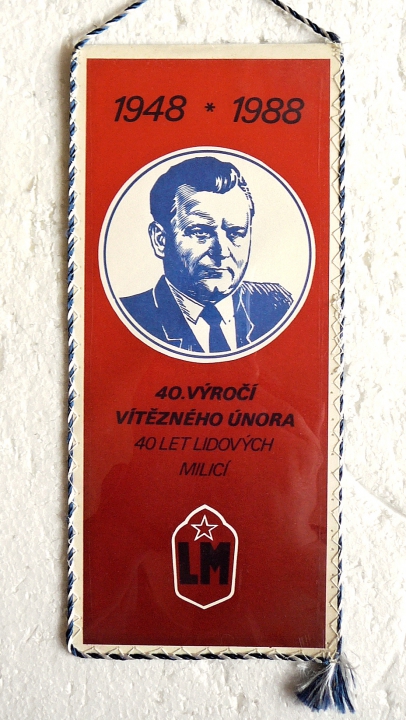 1948 * 1988
40.VÝROČÍ
VÍTĚZNÉHO ÚNORA
40 LET LIDOVÝCH
MILICÍ
LM